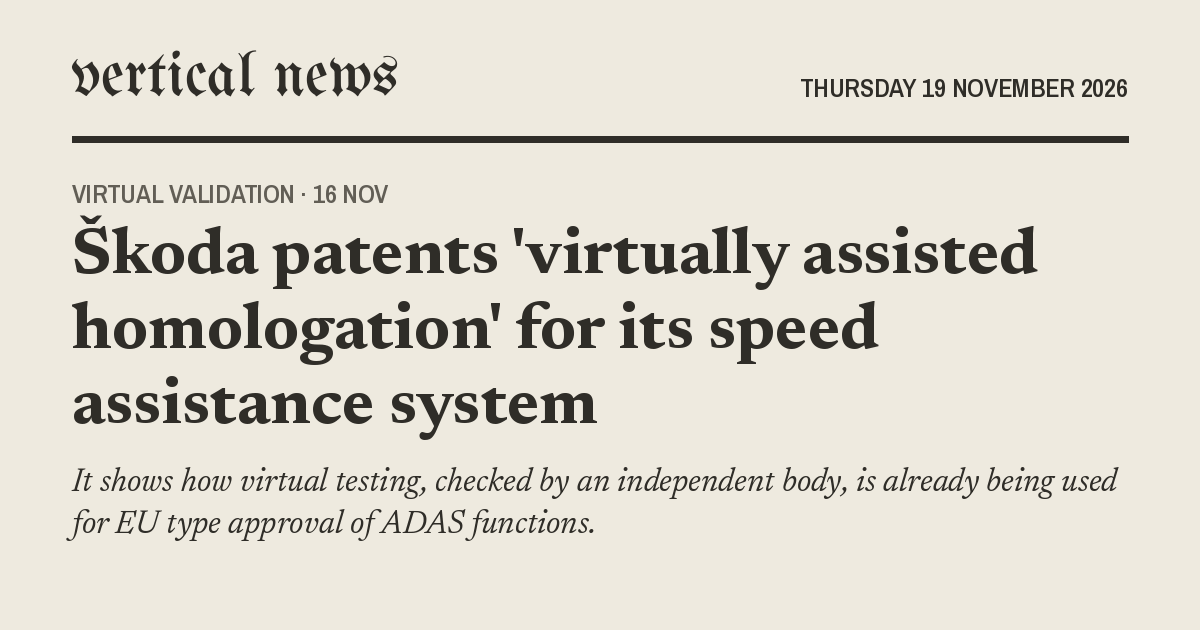 vertical news
THURSDAY 19 NOVEMBER 2026
VIRTUAL VALIDATION · 16 NOV
Škoda patents 'virtually assisted
homologation' for its speed
assistance system
It shows how virtual testing, checked by an independent body, is already being used
for EU type approval of ADAS functions.